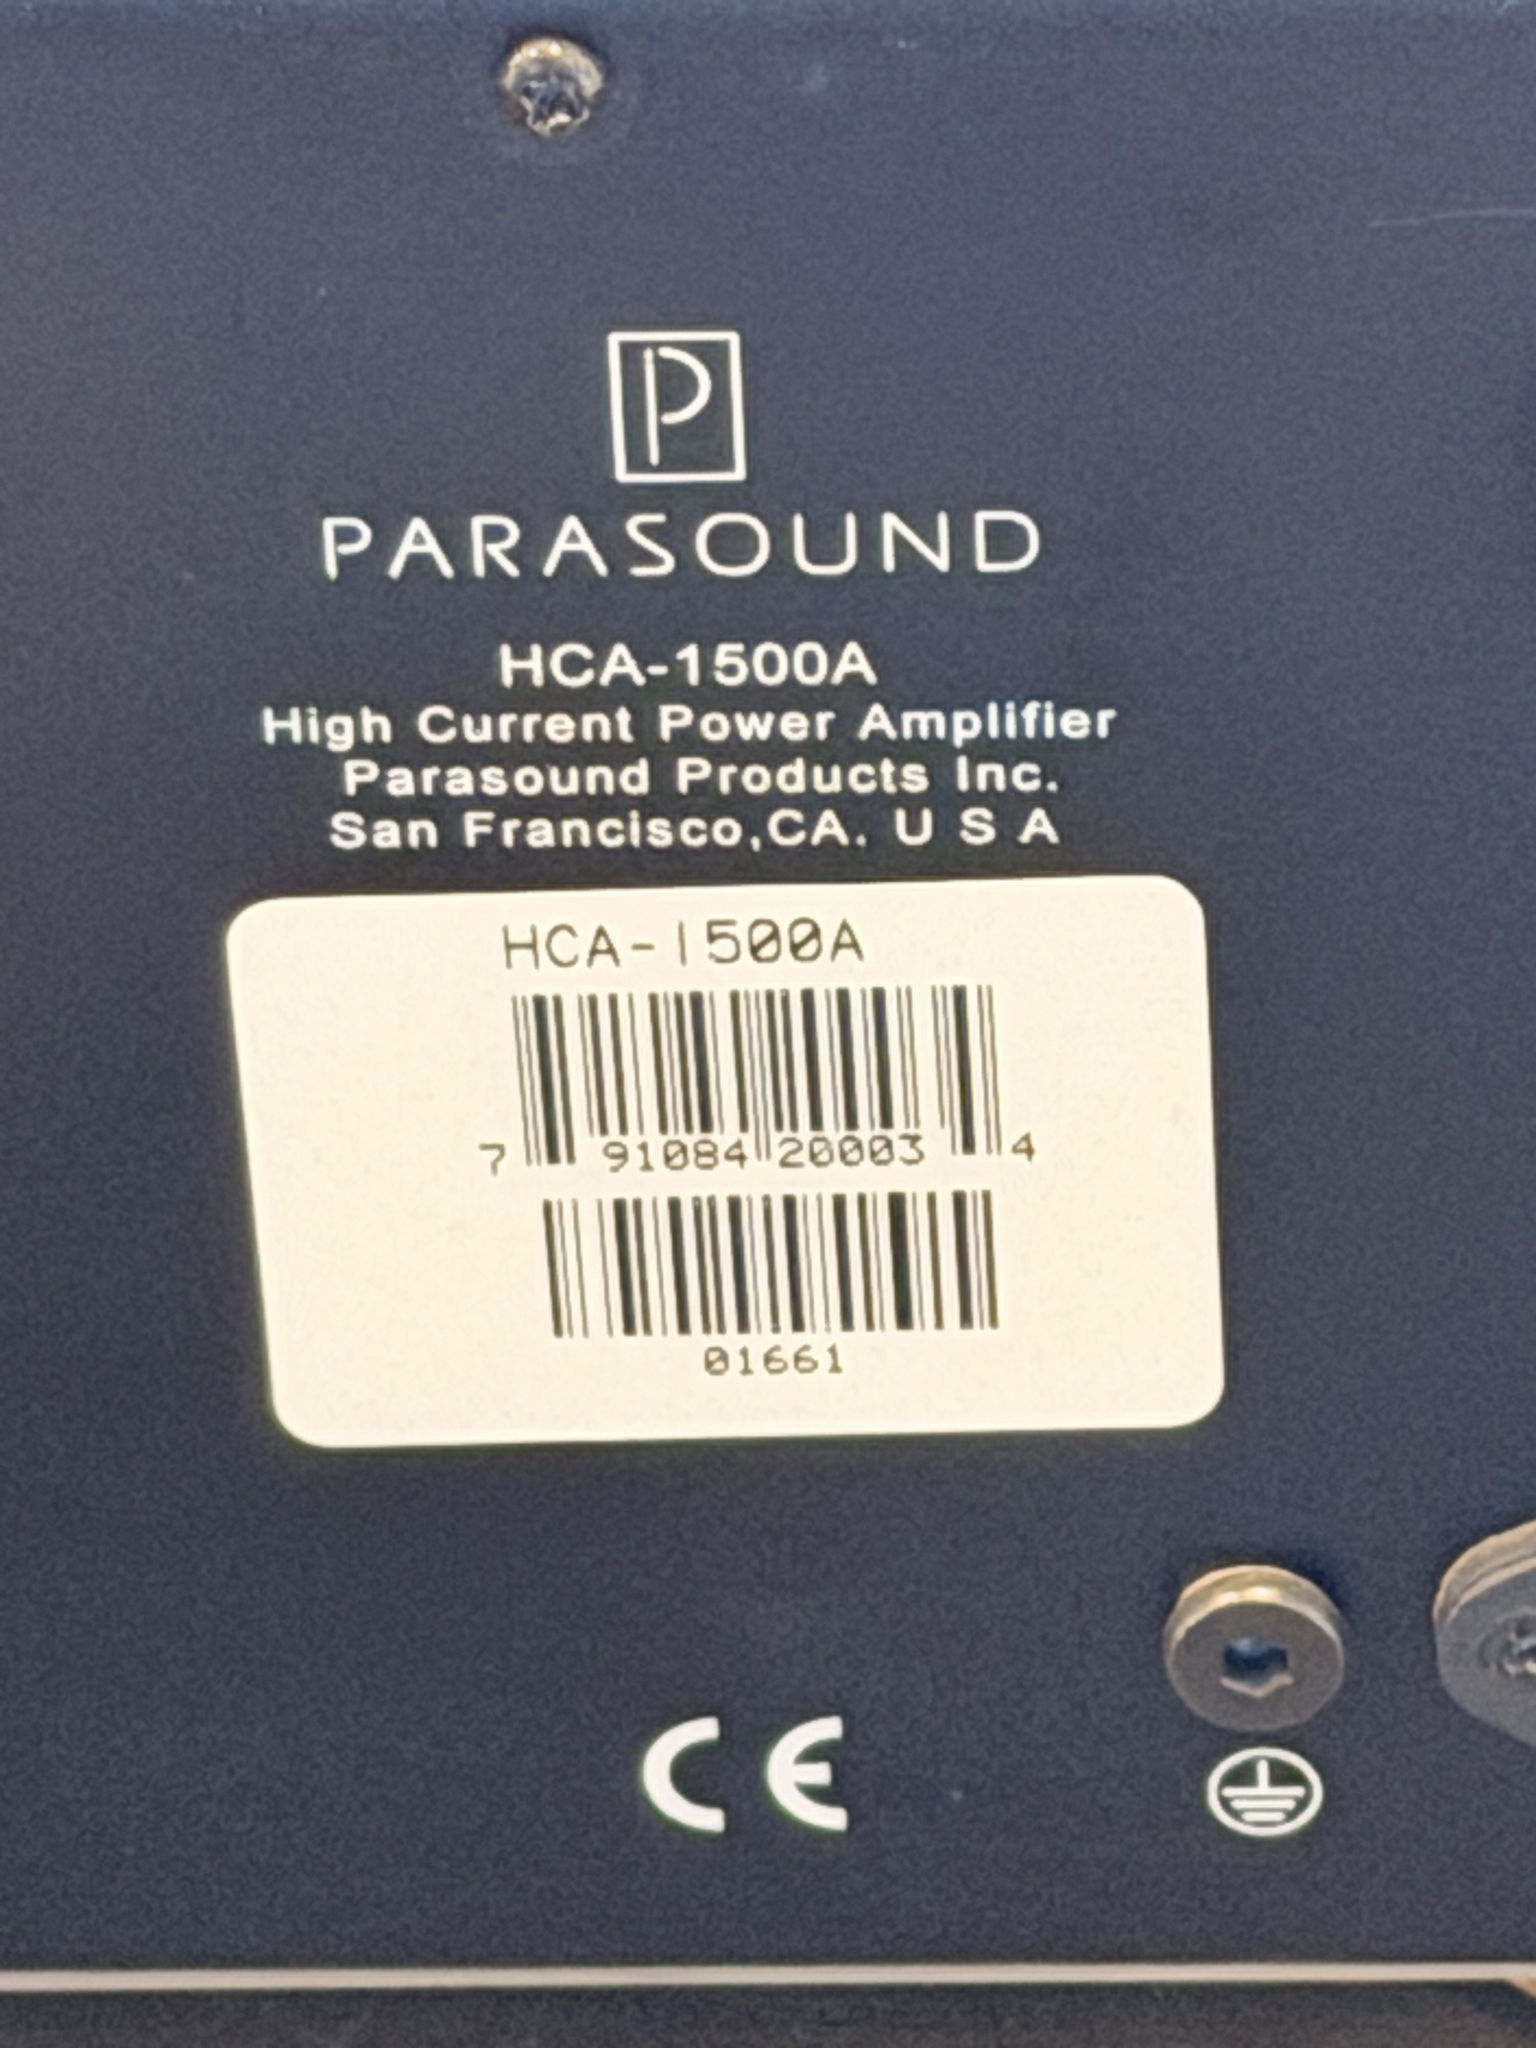 P
PARASOUND
HCA-1500A
High Current Power Amplifier
Parasound Products Inc.
San Francisco,CA. U S A
HCA-1500A
7 91084 20003 4
01661
CE